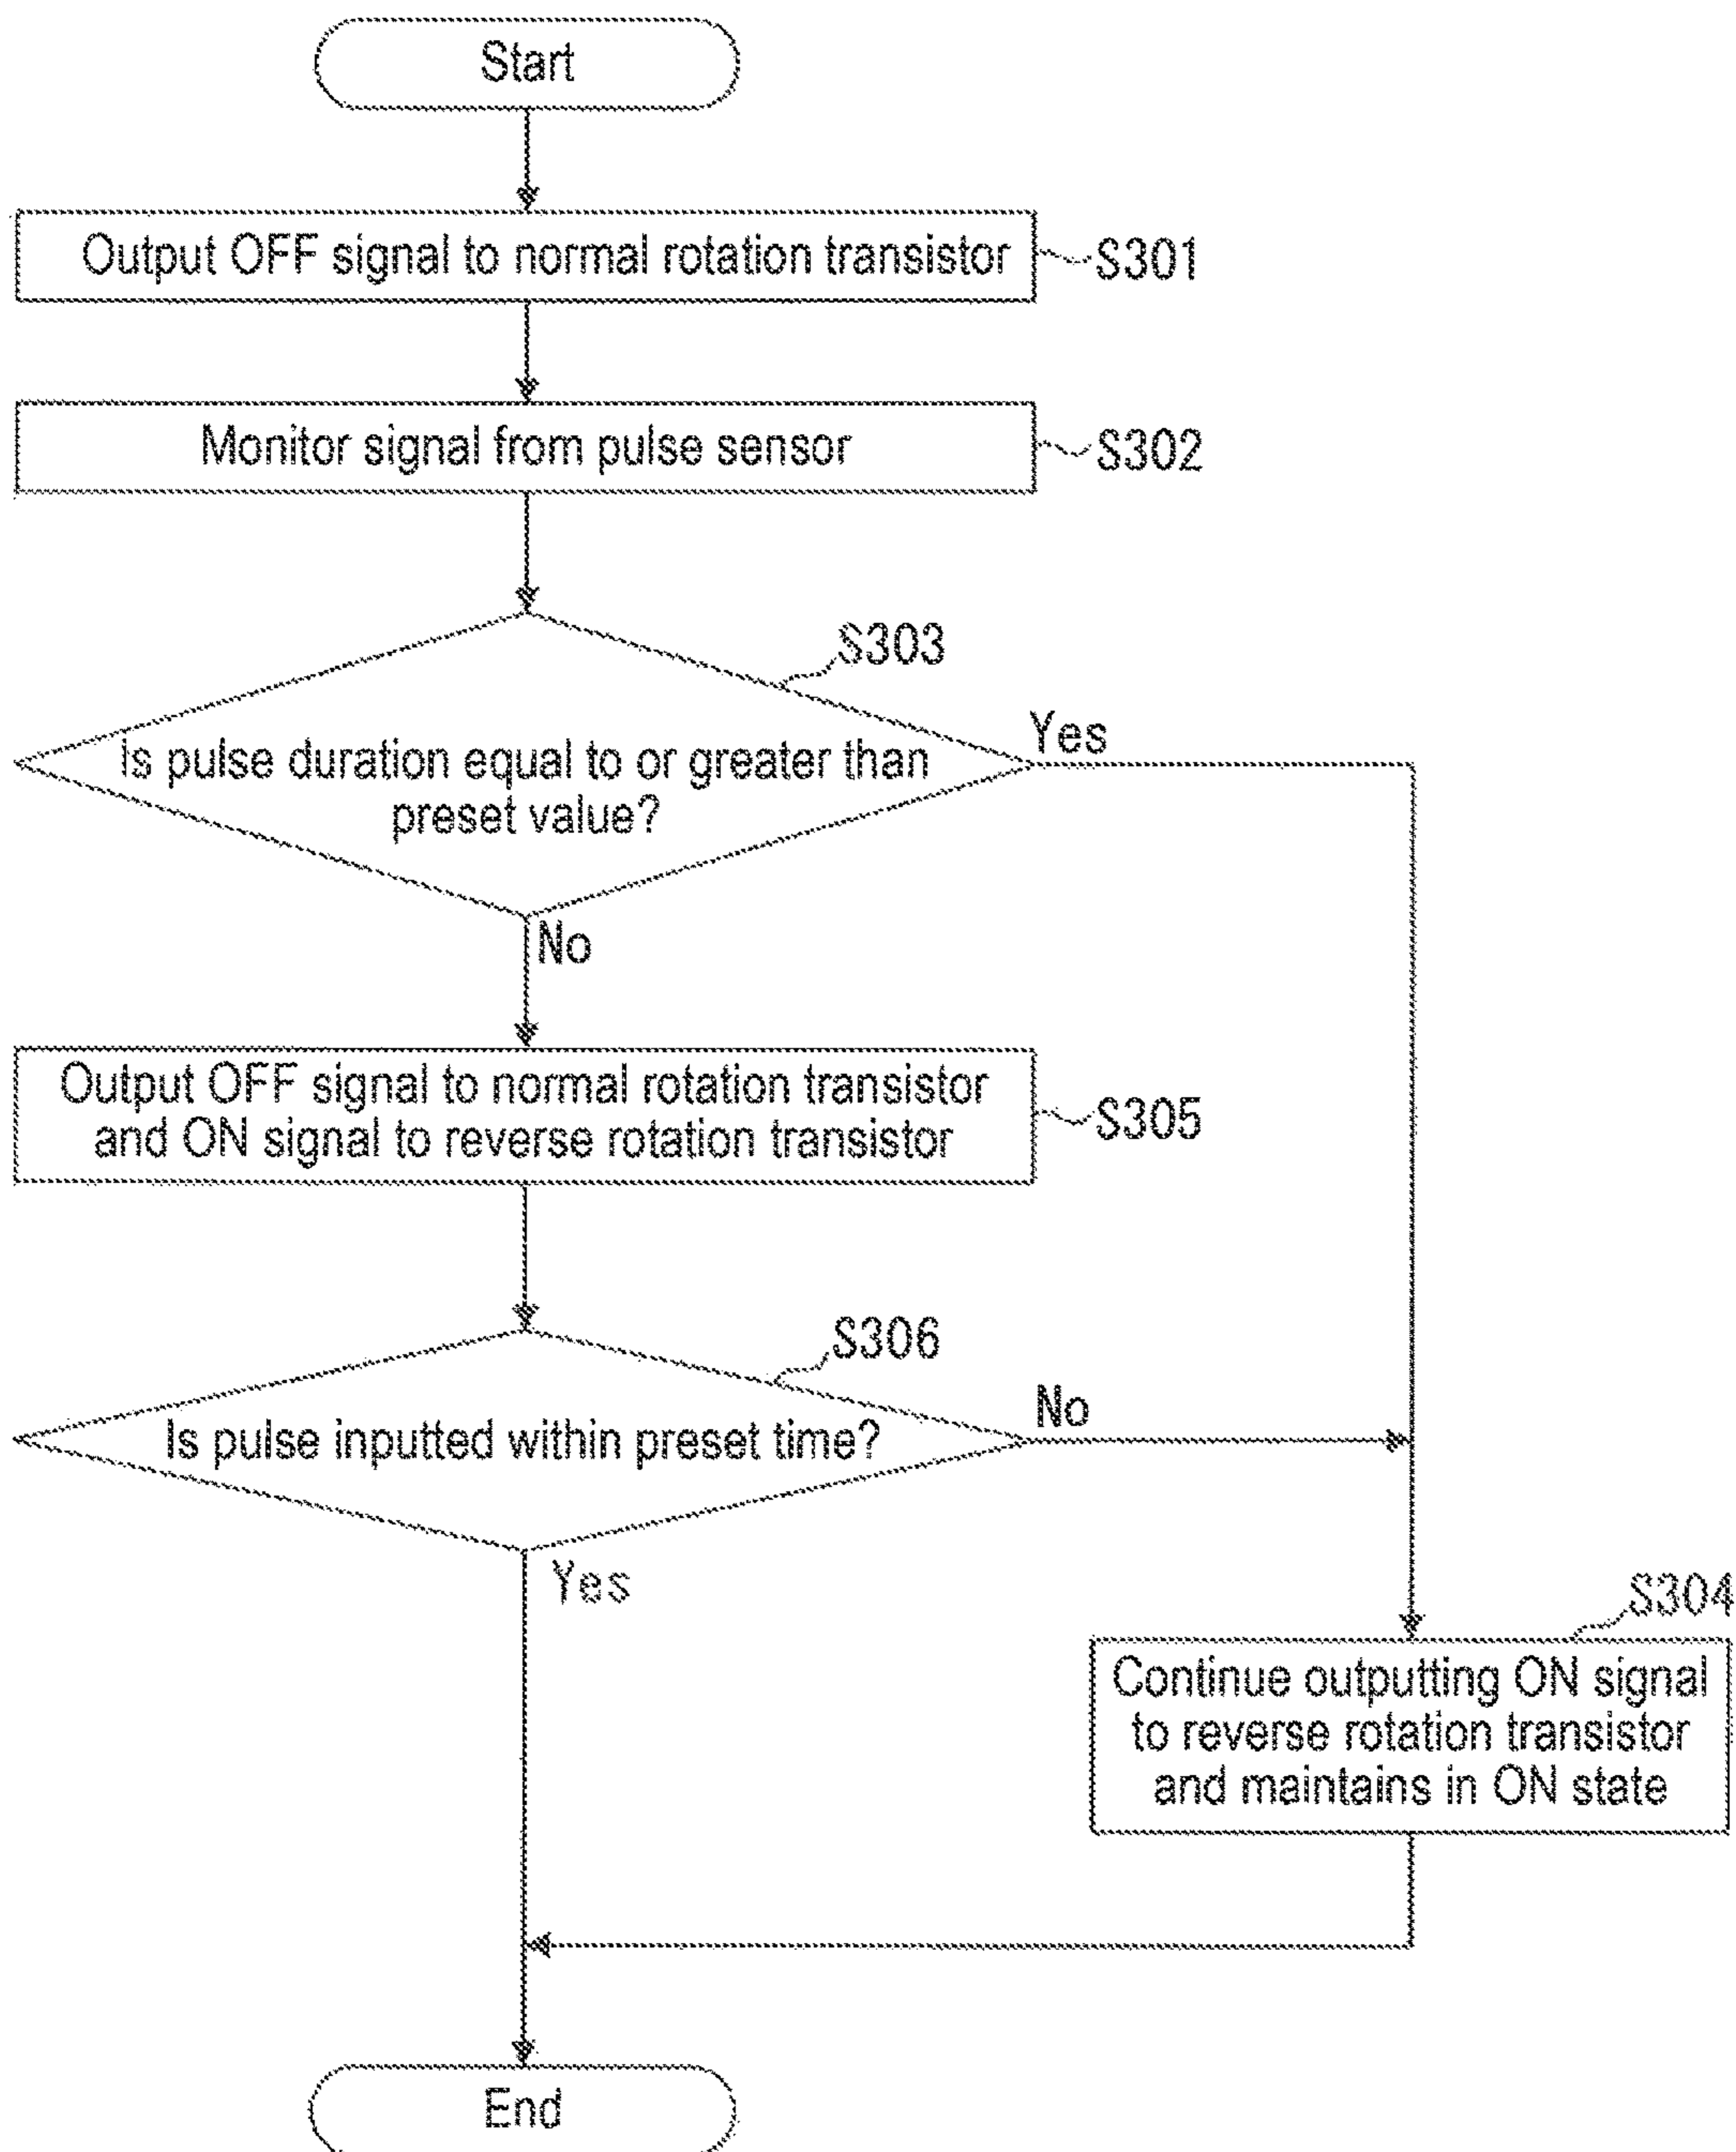 Start
Output OFF signal to normal rotation transistor
S301
Monitor signal from pulse sensor
S302
S303
Is pulse duration equal to or greater than
preset value?
Yes
No
Output OFF signal to normal rotation transistor
and ON signal to reverse rotation transistor
S305
S306
Is pulse inputted within preset time?
No
Yes
S304
Continue outputting ON signal
to reverse rotation transistor
and maintains in ON state
End